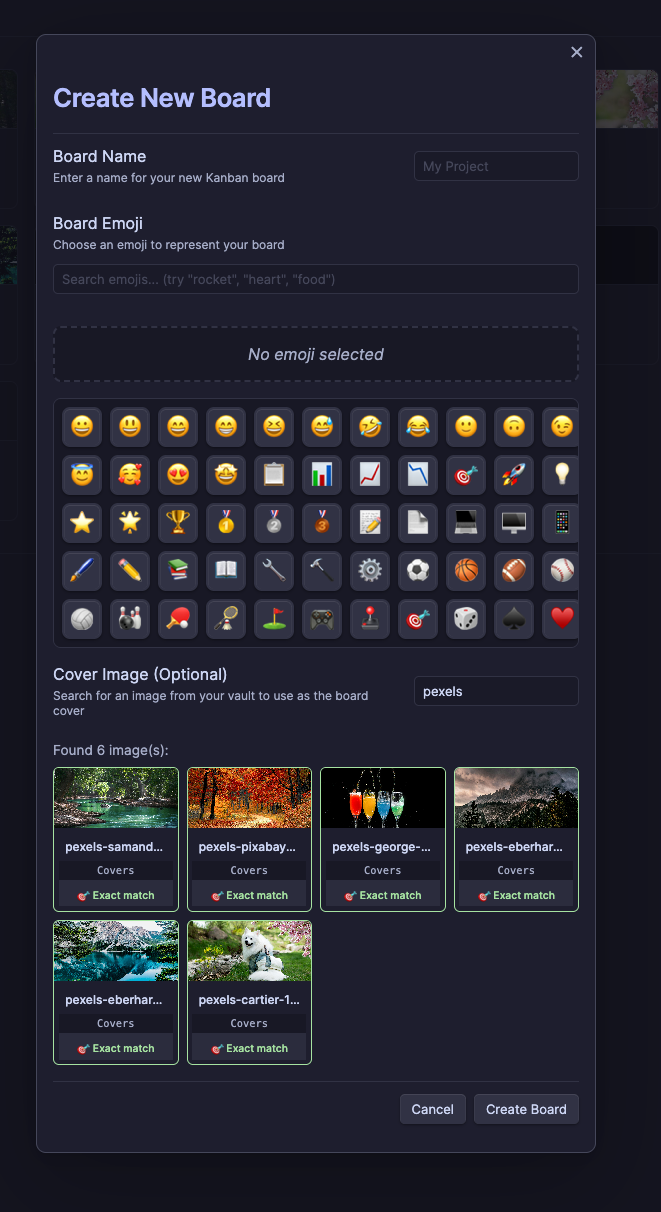 Create New Board
Board Name
Enter a name for your new Kanban board
My Project
Board Emoji
Choose an emoji to represent your board
Search emojis... (try "rocket", "heart", "food")
No emoji selected
Cover Image (Optional)
Search for an image from your vault to use as the board
cover
pexels
Found 6 image(s):
pexels-samand...
Covers
🎯 Exact match
pexels-pixabay...
Covers
🎯 Exact match
pexels-george-...
Covers
🎯 Exact match
pexels-eberhar...
Covers
🎯 Exact match
pexels-eberhar...
Covers
🎯 Exact match
pexels-cartier-1...
Covers
🎯 Exact match
Cancel
Create Board